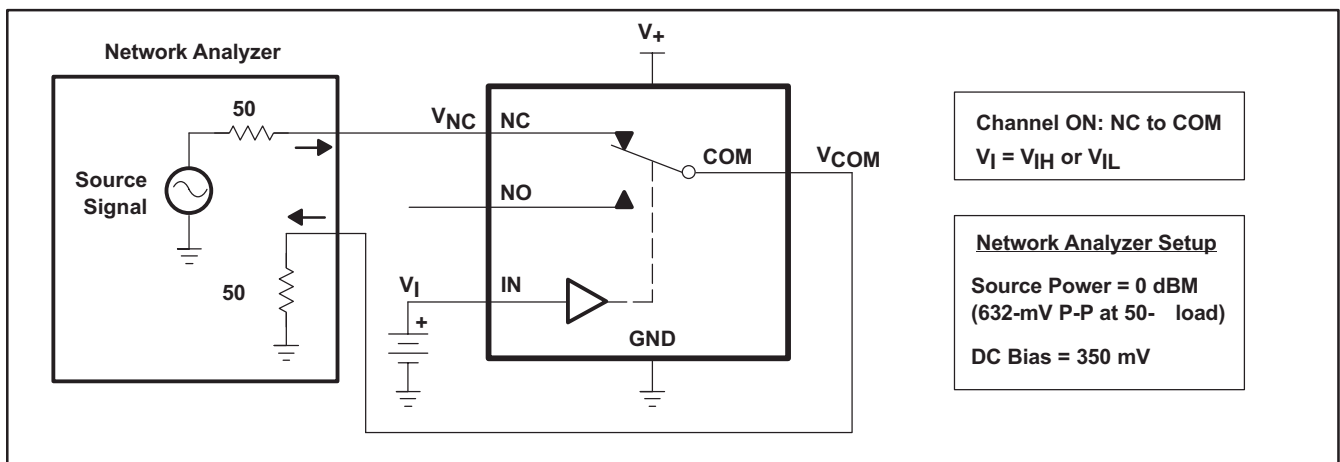 Network Analyzer
50
Source
Signal
50
V+
VNC
NC
COM
VCOM
NO
VI
+
IN
GND
Channel ON: NC to COM
VI = VIH or VIL
Network Analyzer Setup
Source Power = 0 dBM
(632-mV P-P at 50- load)
DC Bias = 350 mV